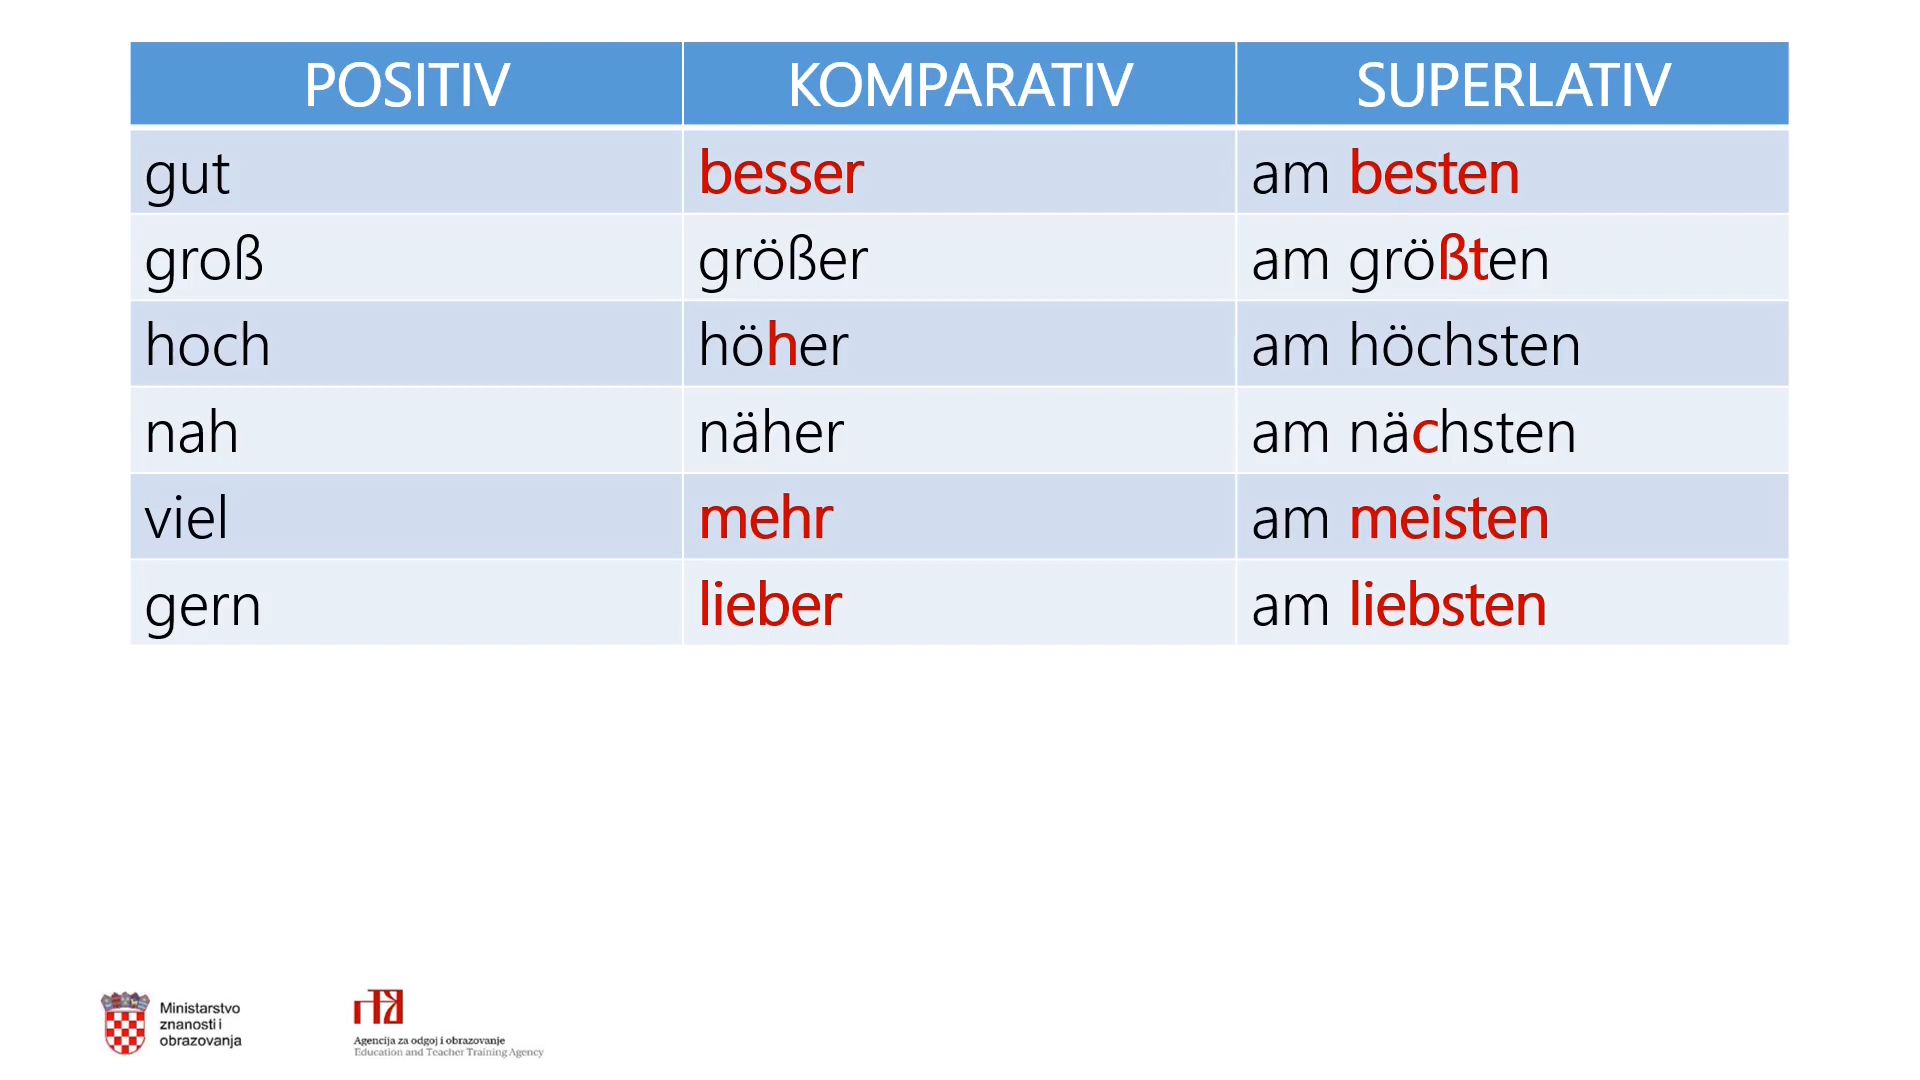 POSITIV KOMPARATIV SUPERLATIV
gut besser am besten
groß größer am größten
hoch höher am höchsten
nah näher am nächsten
viel mehr am meisten
gern lieber am liebsten
Ministarstvo
znanosti i
obrazovanja
Agencija za odgoj i obrazovanje
Education and Teacher Training Agency